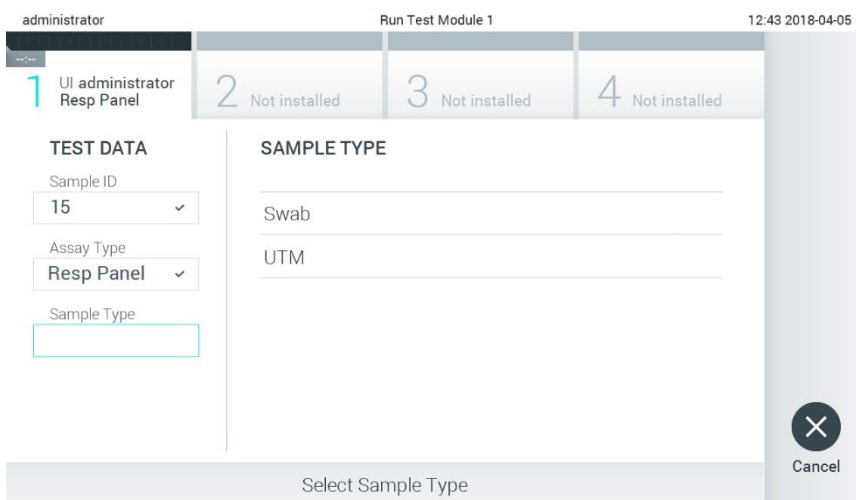 administrator Run Test Module 1 12:43 2018-04-05
--:--
1 UI administrator
Resp Panel
2 Not installed
3 Not installed
4 Not installed
TEST DATA
Sample ID
15
Assay Type
Resp Panel
Sample Type
SAMPLE TYPE
Swab
UTM
Cancel
Select Sample Type